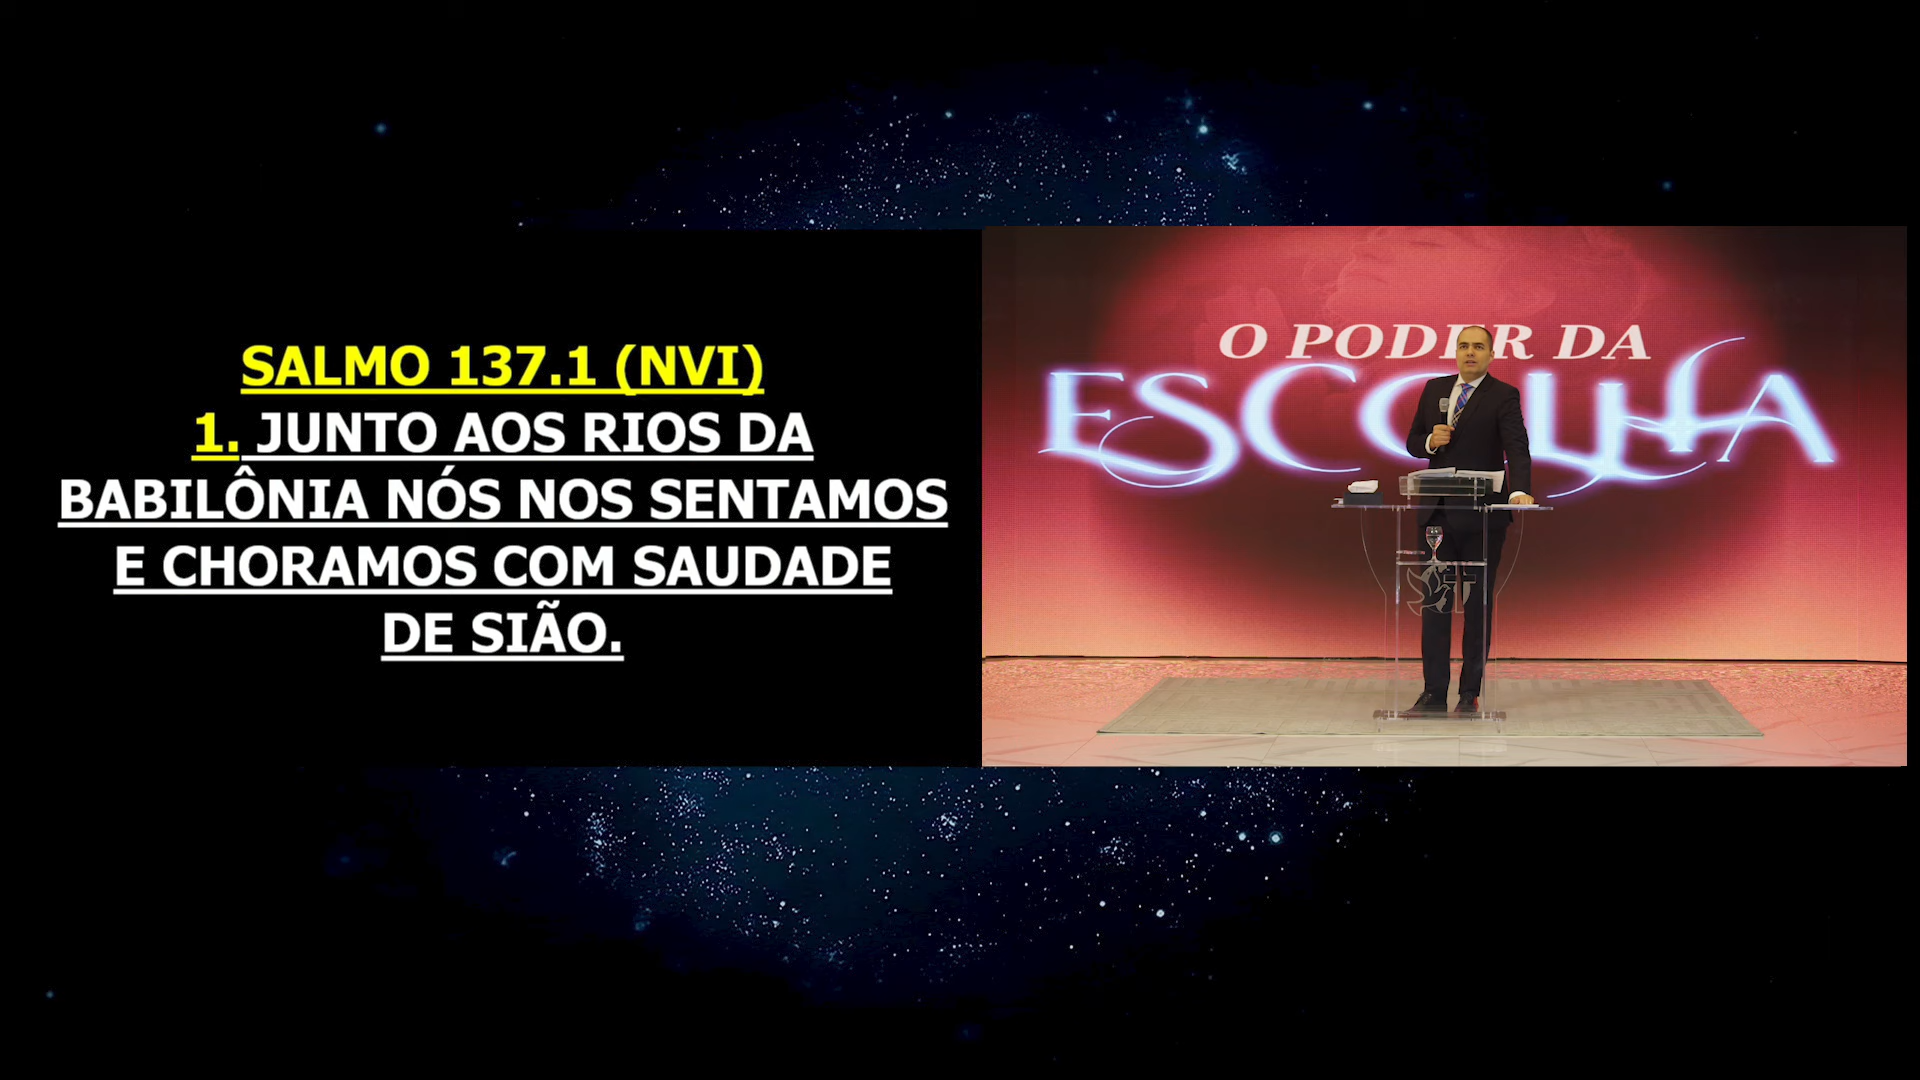 SALMO 137.1 (NVI)
1. JUNTO AOS RIOS DA
BABILÔNIA NÓS NOS SENTAMOS
E CHORAMOS COM SAUDADE
DE SIÃO.
O PODER DA
ESCOLHA